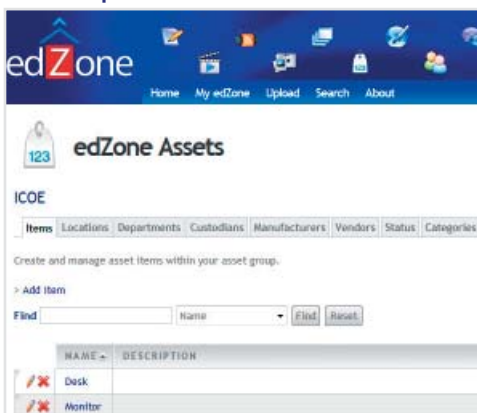 edZone
Home My edZone Upload Search About
123
edZone Assets
ICOE
Items Locations Departments Custodians Manufacturers Vendors Status Categories
Create and manage asset items within your asset group.
> Add Item
Find Name Find Reset
NAME DESCRIPTION
Desk
Monitor